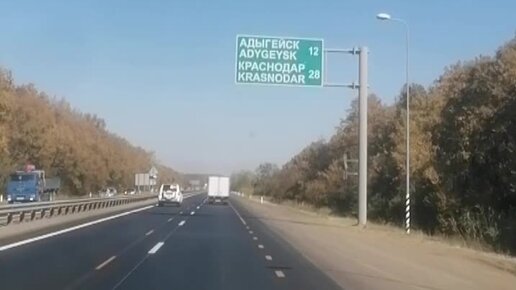 АДЫГЕЙСК 12
ADYGEYSK
КРАСНОДАР 28
KRASNODAR